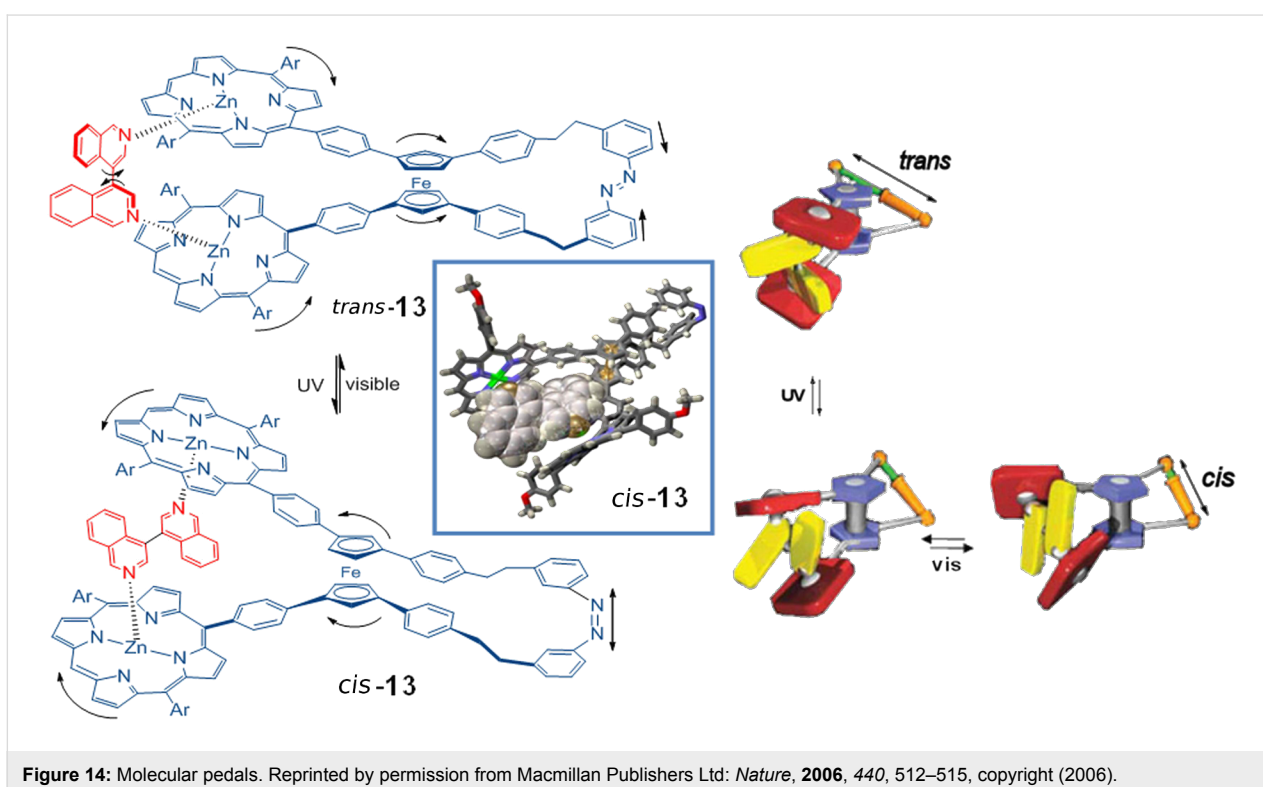 Ar
N
Zn
N
N
N
Ar
N
Fe
N
N
Ar
N
N
N
Zn
N
Ar
trans-13
trans
UV
visible
UV
Ar
N
Zn
N
N
N
Ar
N
N
Fe
Ar
N
N
N
Zn
N
N
N
Ar
cis-13
cis-13
cis
vis
Figure 14: Molecular pedals. Reprinted by permission from Macmillan Publishers Ltd: Nature, 2006, 440, 512–515, copyright (2006).